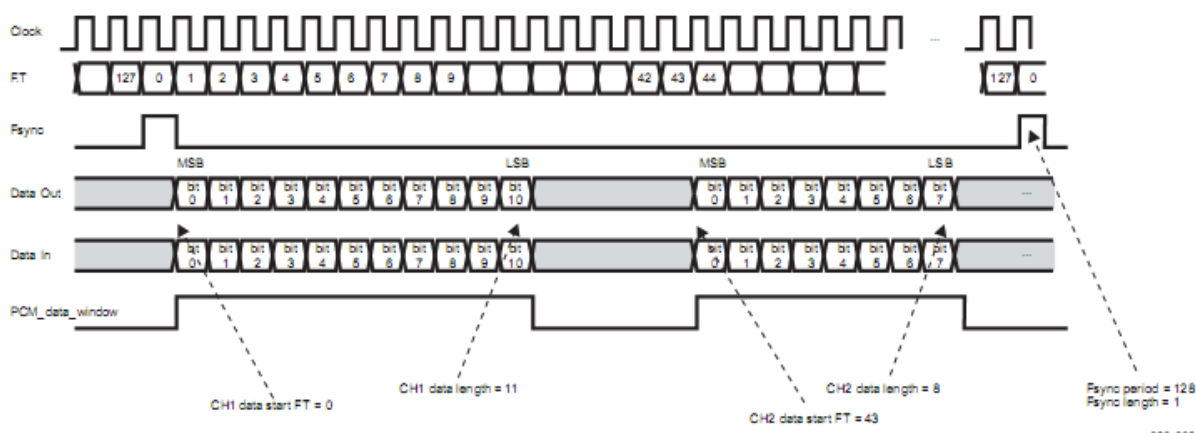 Clock ...
F.T 127 0 1 2 3 4 5 6 7 8 9 42 43 44 127 0
Fsync
MSB LSB MSB LSB
Data Out bit 0 bit 1 bit 2 bit 3 bit 4 bit 5 bit 6 bit 7 bit 8 bit 9 bit 10 bit 0 bit 1 bit 2 bit 3 bit 4 bit 5 bit 6 bit 7 ...
Data In bit 0 bit 1 bit 2 bit 3 bit 4 bit 5 bit 6 bit 7 bit 8 bit 9 bit 10 bit 0 bit 1 bit 2 bit 3 bit 4 bit 5 bit 6 bit 7 ...
PCM_data_window
CH1 data start FT = 0
CH1 data length = 11
CH2 data start FT = 43
CH2 data length = 8
Fsync period = 128
Fsync length = 1